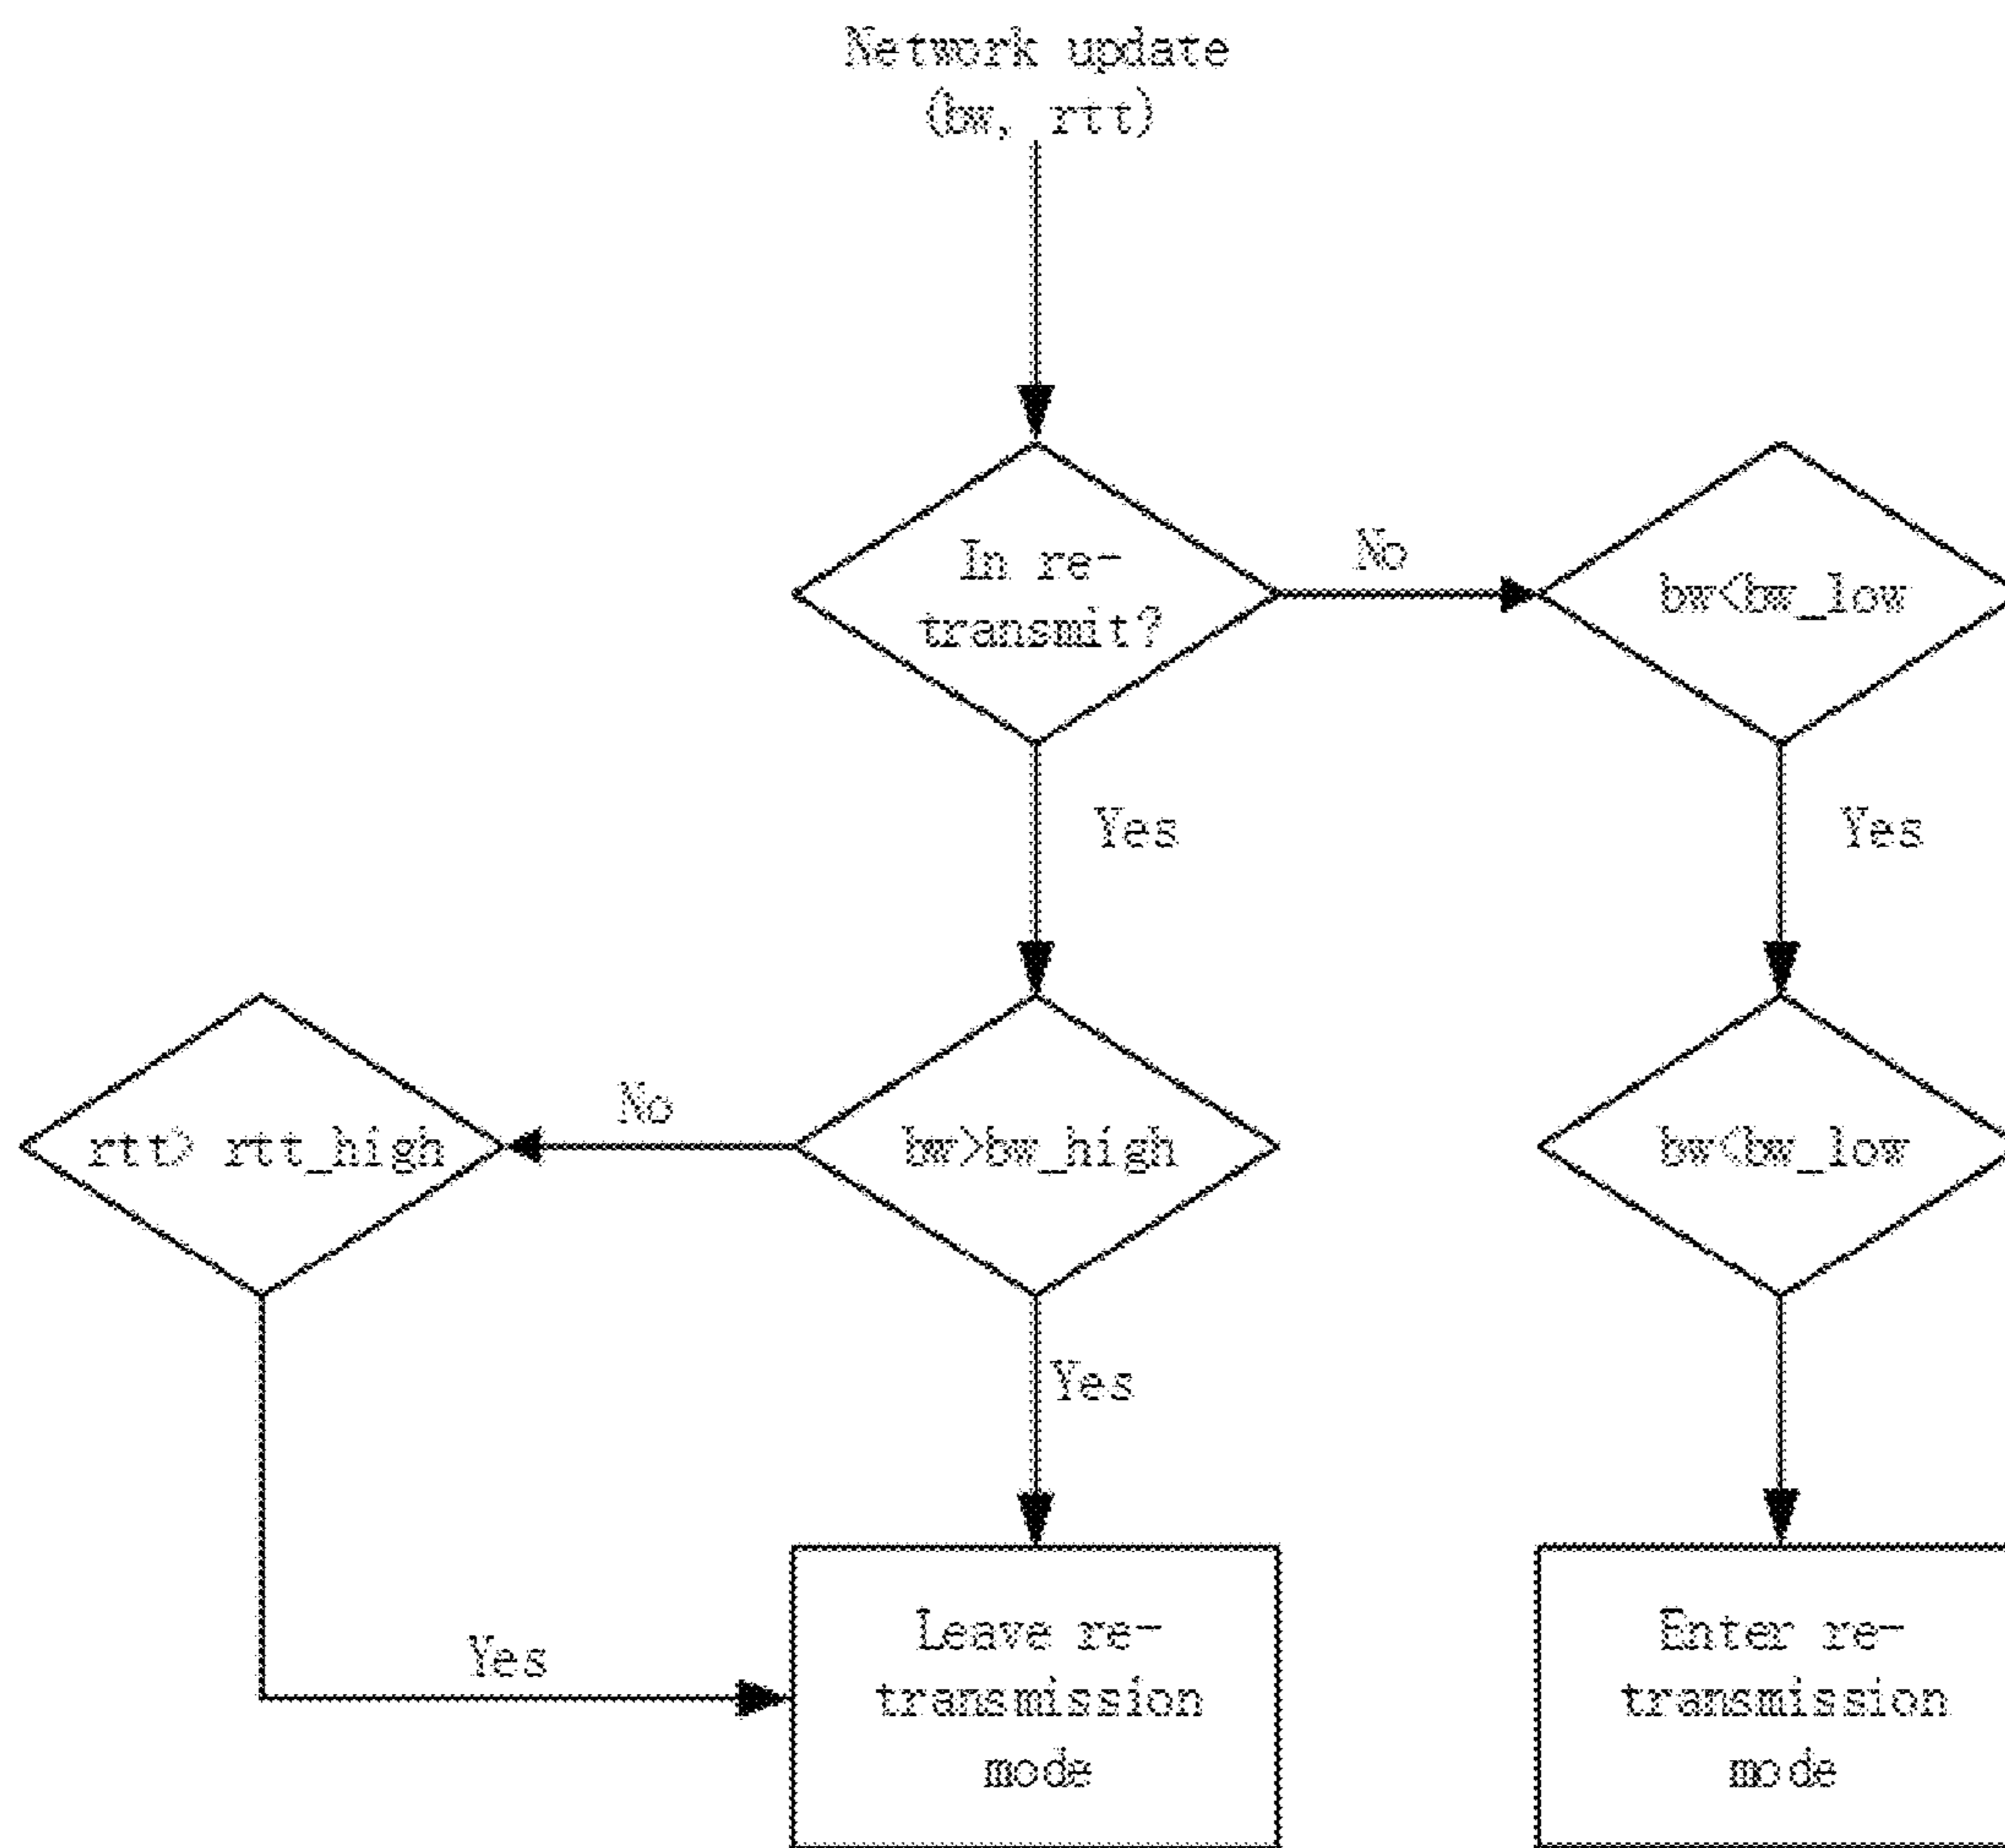 Network update
(bw, rtt)
In re-
transmit?
No
bw<bw_low
Yes
Yes
rtt> rtt_high
No
bw>bw_high
bw<bw_low
Yes
Yes
Leave re-
transmission
mode
Enter re-
transmission
mode